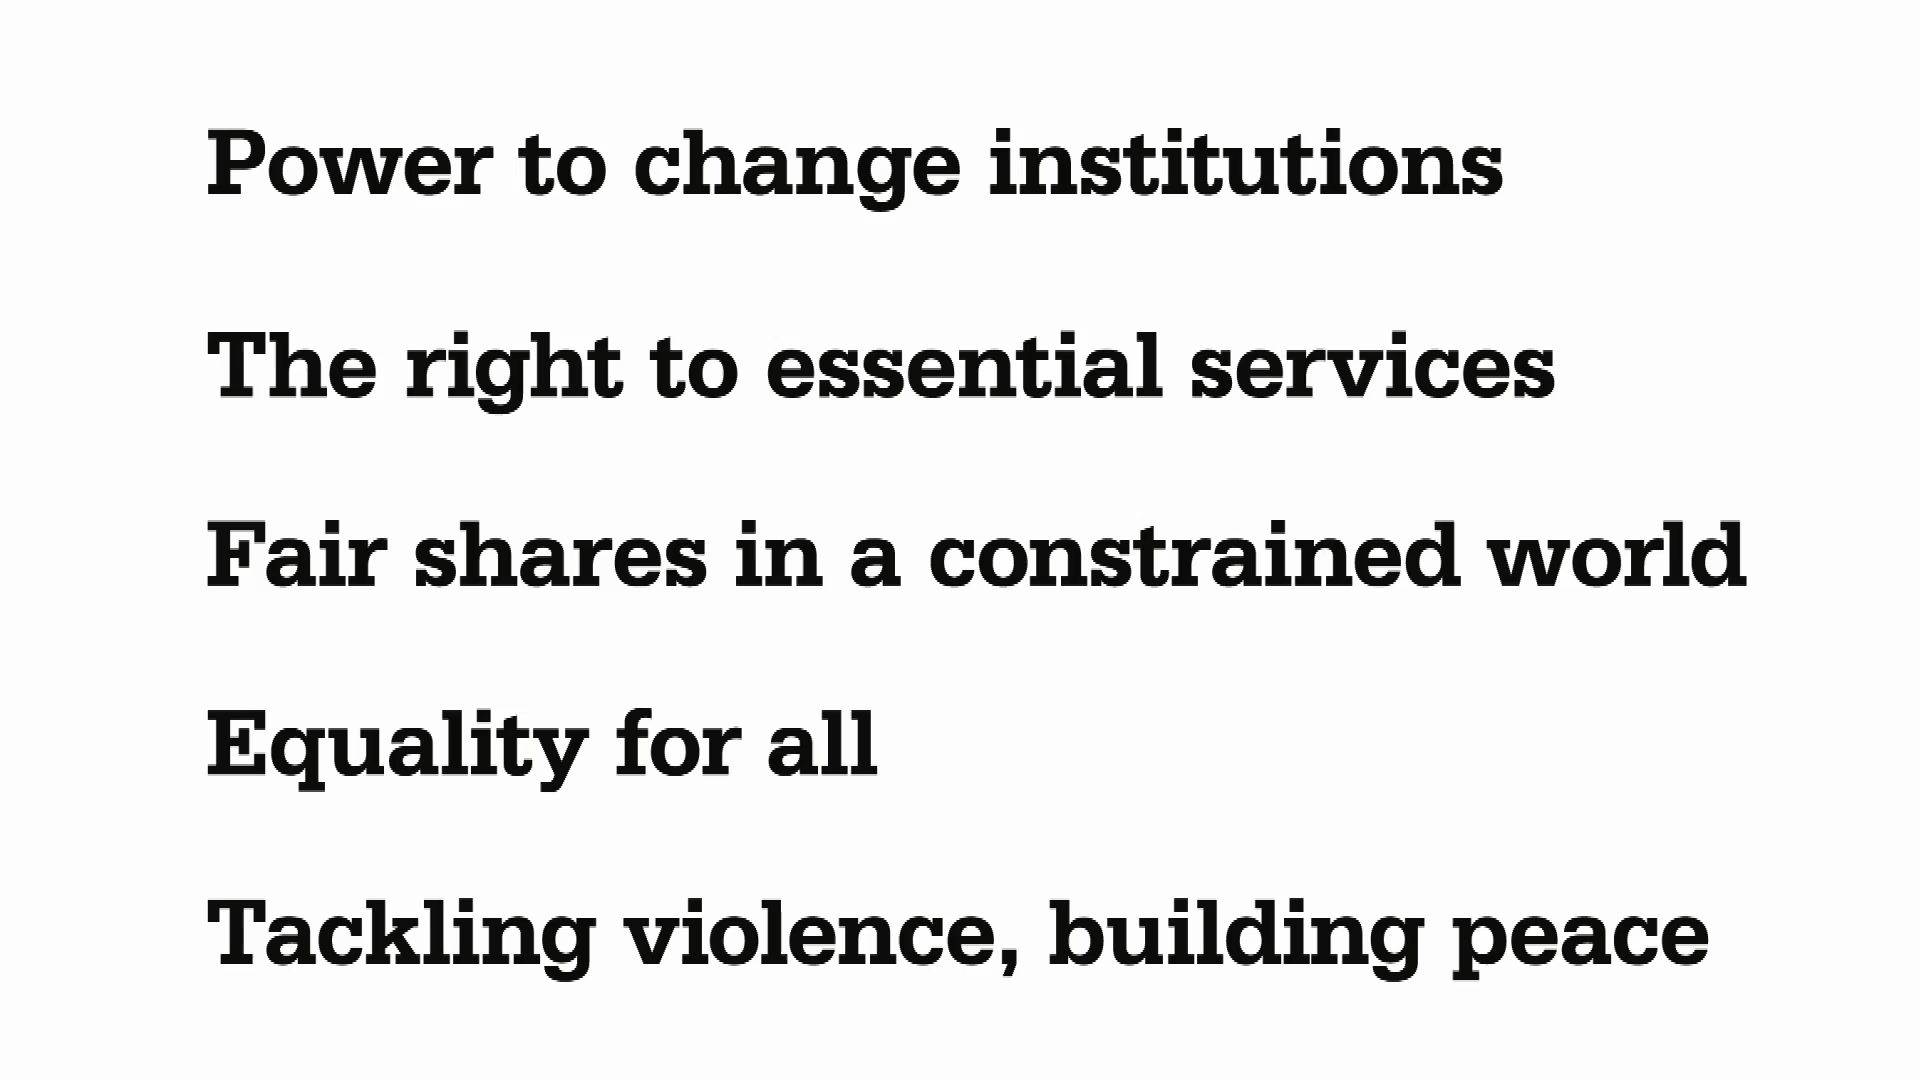 Power to change institutions
The right to essential services
Fair shares in a constrained world
Equality for all
Tackling violence, building peace